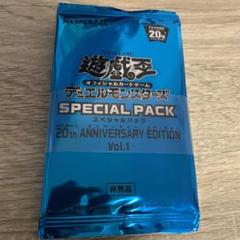 KONAMI
20th
遊戯王
オフィシャルカードゲーム
デュエルモンスターズ
SPECIAL PACK
スペシャルパック
20th ANNIVERSARY EDITION
Vol.1
非売品